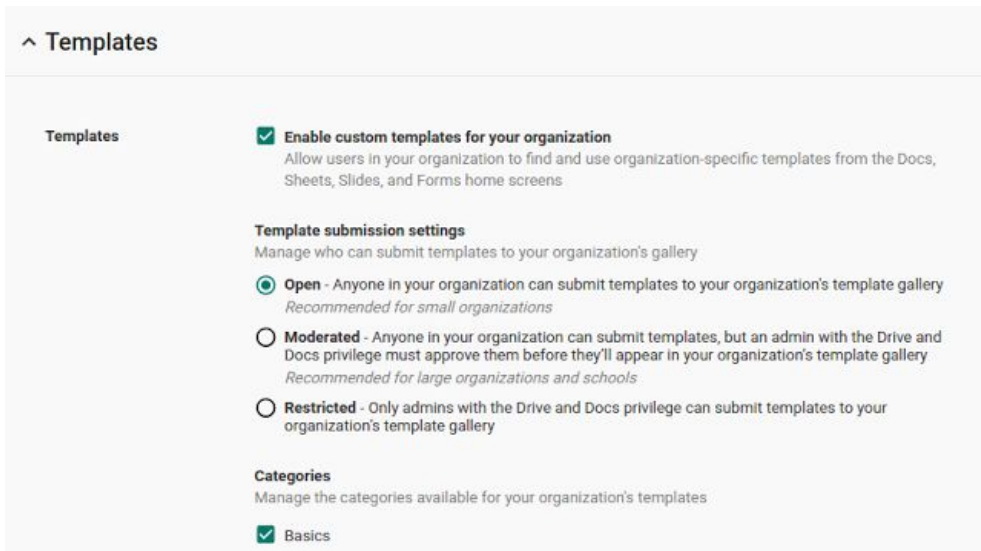 Templates
Templates
Enable custom templates for your organization
Allow users in your organization to find and use organization-specific templates from the Docs,
Sheets, Slides, and Forms home screens
Template submission settings
Manage who can submit templates to your organization's gallery
Open - Anyone in your organization can submit templates to your organization's template gallery
Recommended for small organizations
Moderated - Anyone in your organization can submit templates, but an admin with the Drive and
Docs privilege must approve them before they'll appear in your organization's template gallery
Recommended for large organizations and schools
Restricted - Only admins with the Drive and Docs privilege can submit templates to your
organization's template gallery
Categories
Manage the categories available for your organization's templates
Basics